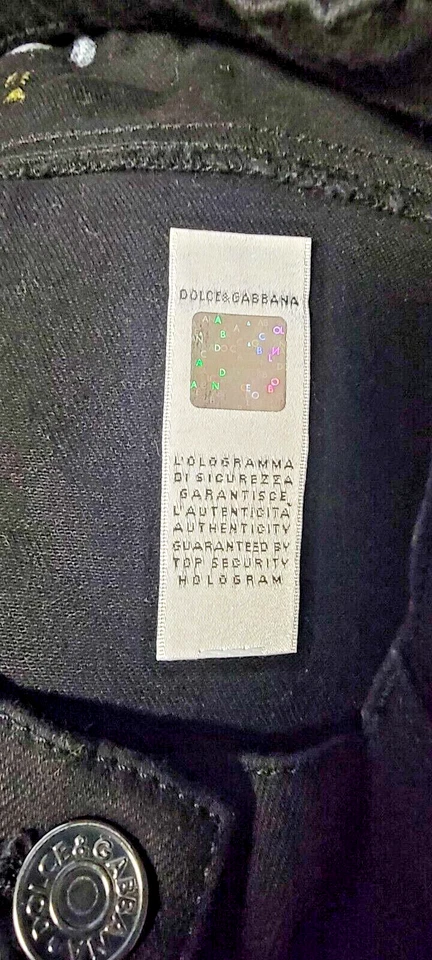 DOLCE&GABBANA
L'OLOGRAMMA
DI SICUREZZA
GARANTISCE
L'AUTENTICITÀ
AUTHENTICITY
GUARANTEED BY
TOP SECURITY
HOLOGRAM
DOLCE&GABBANA